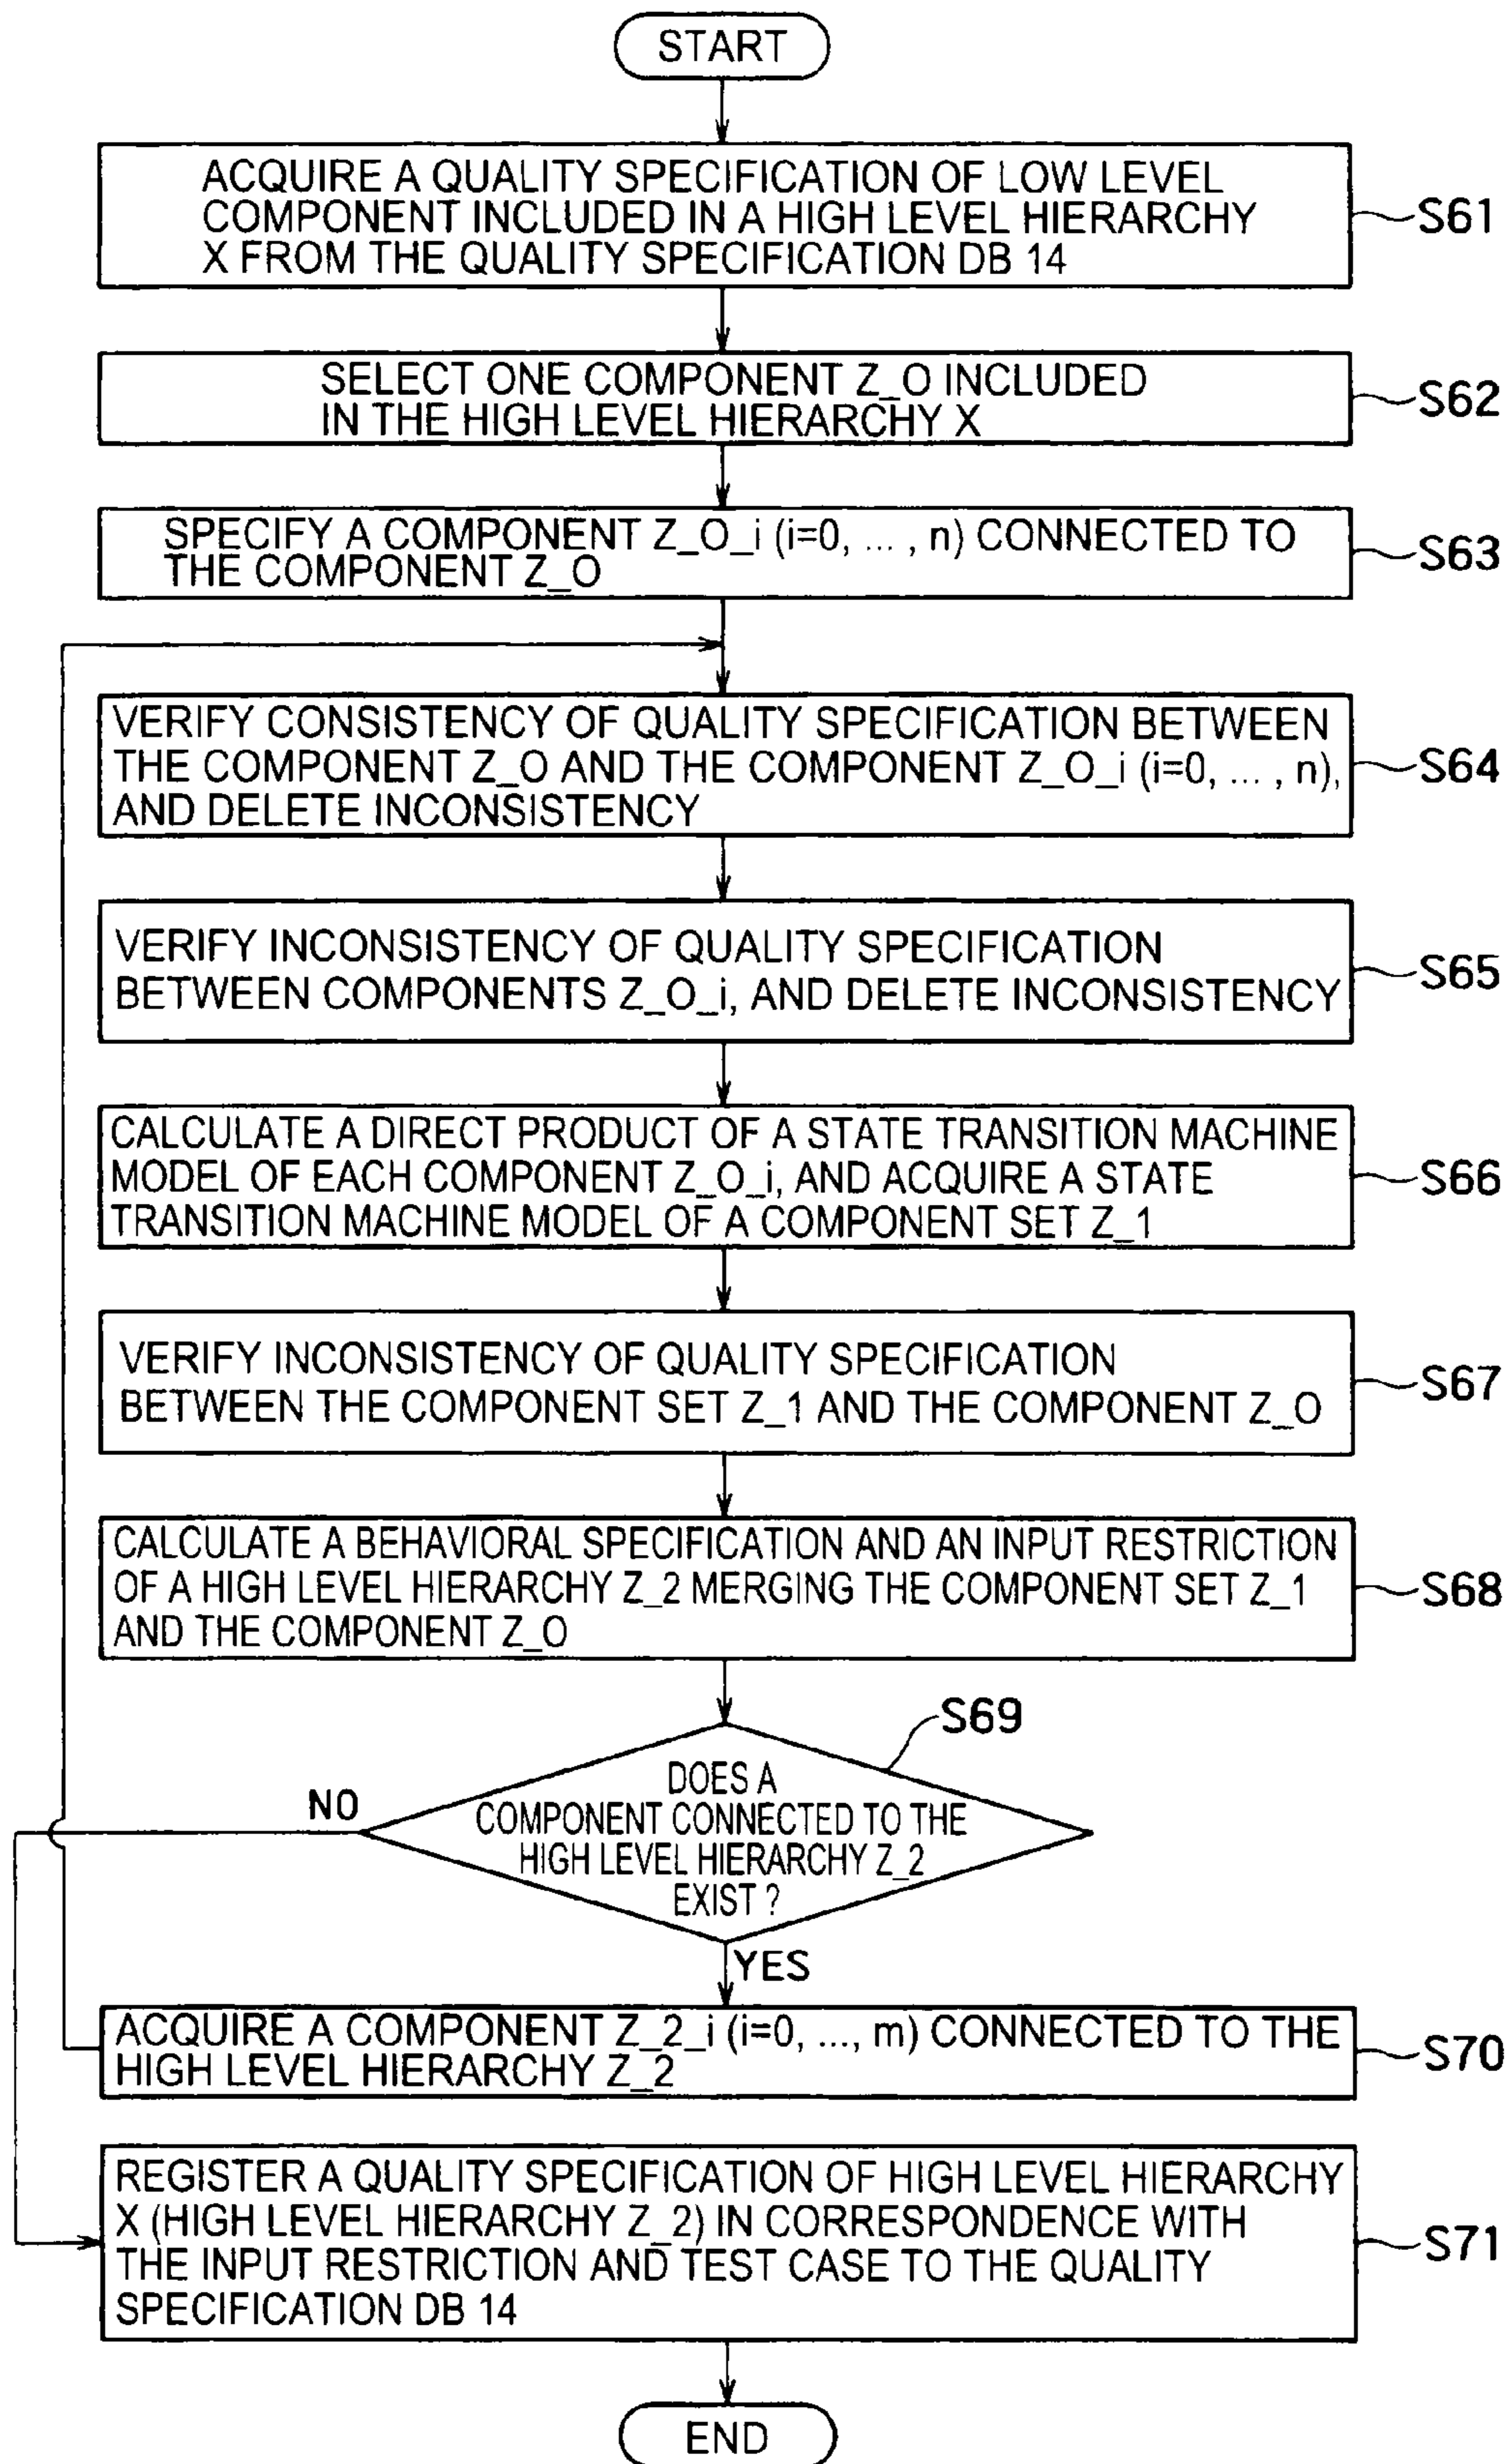 START
ACQUIRE A QUALITY SPECIFICATION OF LOW LEVEL
COMPONENT INCLUDED IN A HIGH LEVEL HIERARCHY
X FROM THE QUALITY SPECIFICATION DB 14
S61
SELECT ONE COMPONENT Z_O INCLUDED
IN THE HIGH LEVEL HIERARCHY X
S62
SPECIFY A COMPONENT Z_O_i (i=0, ... , n) CONNECTED TO
THE COMPONENT Z_O
S63
VERIFY CONSISTENCY OF QUALITY SPECIFICATION BETWEEN
THE COMPONENT Z_O AND THE COMPONENT Z_O_i (i=0, ... , n),
AND DELETE INCONSISTENCY
S64
VERIFY INCONSISTENCY OF QUALITY SPECIFICATION
BETWEEN COMPONENTS Z_O_i, AND DELETE INCONSISTENCY
S65
CALCULATE A DIRECT PRODUCT OF A STATE TRANSITION MACHINE
MODEL OF EACH COMPONENT Z_O_i, AND ACQUIRE A STATE
TRANSITION MACHINE MODEL OF A COMPONENT SET Z_1
S66
VERIFY INCONSISTENCY OF QUALITY SPECIFICATION
BETWEEN THE COMPONENT SET Z_1 AND THE COMPONENT Z_O
S67
CALCULATE A BEHAVIORAL SPECIFICATION AND AN INPUT RESTRICTION
OF A HIGH LEVEL HIERARCHY Z_2 MERGING THE COMPONENT SET Z_1
AND THE COMPONENT Z_O
S68
S69
DOES A
COMPONENT CONNECTED TO THE
HIGH LEVEL HIERARCHY Z_2
EXIST ?
NO
YES
ACQUIRE A COMPONENT Z_2_i (i=0, ..., m) CONNECTED TO THE
HIGH LEVEL HIERARCHY Z_2
S70
REGISTER A QUALITY SPECIFICATION OF HIGH LEVEL HIERARCHY
X (HIGH LEVEL HIERARCHY Z_2) IN CORRESPONDENCE WITH
THE INPUT RESTRICTION AND TEST CASE TO THE QUALITY
SPECIFICATION DB 14
S71
END